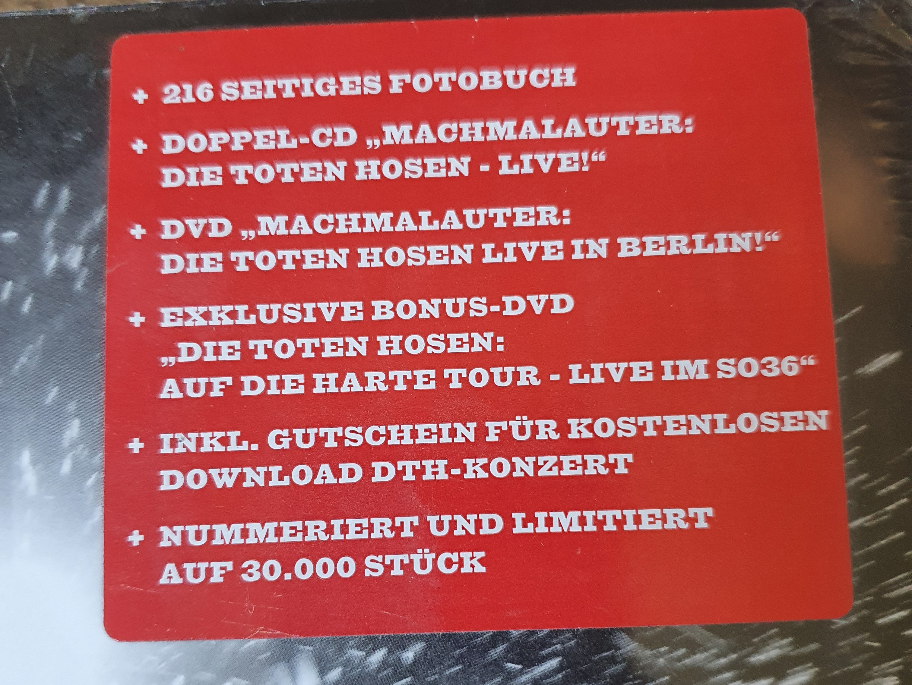 + 216 SEITIGES FOTOBUCH
+ DOPPEL-CD „MACHMALAUTER:
DIE TOTEN HOSEN - LIVE!“
+ DVD „MACHMALAUTER:
DIE TOTEN HOSEN LIVE IN BERLIN!“
+ EXKLUSIVE BONUS-DVD
„DIE TOTEN HOSEN:
AUF DIE HARTE TOUR - LIVE IM SO36“
+ INKL. GUTSCHEIN FÜR KOSTENLOSEN
DOWNLOAD DTH-KONZERT
+ NUMMERIERT UND LIMITIERT
AUF 30.000 STÜCK